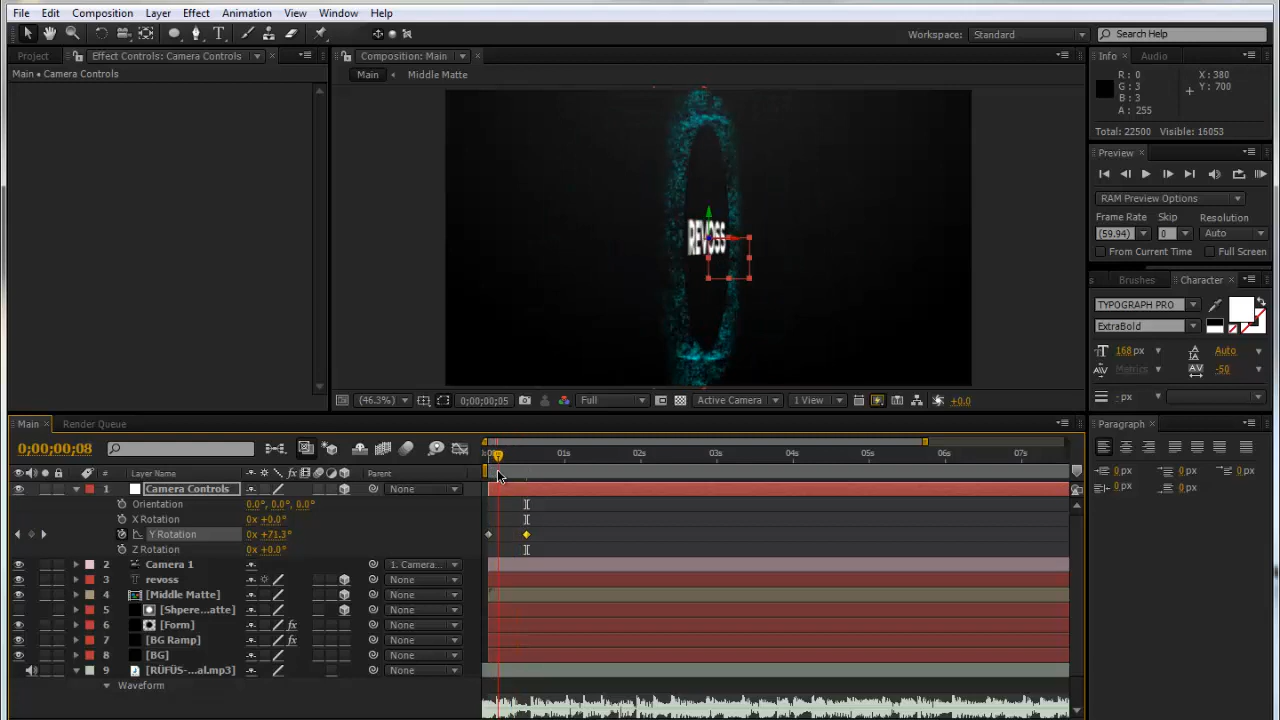 File Edit Composition Layer Effect Animation View Window Help
Workspace: Standard Search Help
Project Effect Controls: Camera Controls Composition: Main Info Audio
Main • Camera Controls Main Middle Matte
R: 0 X: 380
G: 3 Y: 700
B: 3
A: 255
Total: 22500 Visible: 16053
Preview
RAM Preview Options
Frame Rate Skip Resolution
(59.94) 0 Auto
From Current Time Full Screen
REVOSS
Brushes Character
TYPOGRAPH PRO
ExtraBold
168 px Auto
Metrics -50
- px
(46.3%) 0;00;00;05 Full Active Camera 1 View +0.0
Main Render Queue Paragraph
0;00;00;08
01s 02s 03s 04s 05s 06s 07s
# Layer Name Parent
0 px 0 px 0 px
0 px 0 px
1 Camera Controls None
Orientation 0.0°, 0.0°, 0.0°
X Rotation 0x +0.0°
Y Rotation 0x +71.3°
Z Rotation 0x +0.0°
2 Camera 1 1. Camera...
3 revoss None
4 [Middle Matte] None
5 [Shpere...atte] None
6 [Form] None
7 [BG Ramp] None
8 [BG] None
9 [RÜFÜS-...al.mp3] None
Waveform